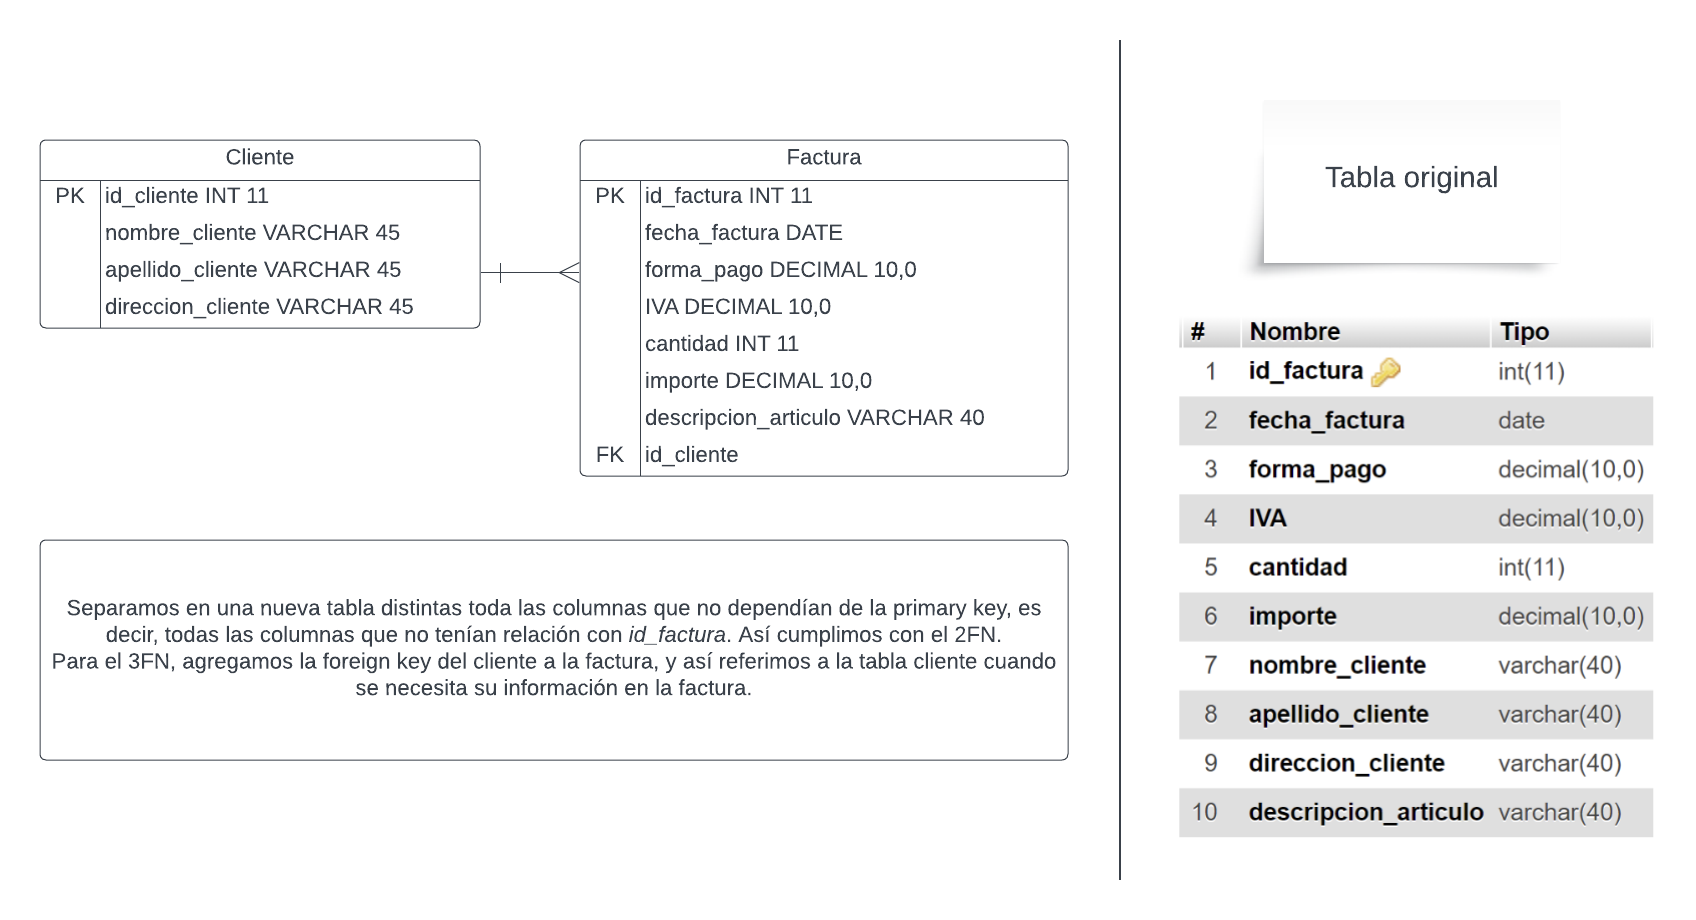 Cliente
PK id_cliente INT 11
nombre_cliente VARCHAR 45
apellido_cliente VARCHAR 45
direccion_cliente VARCHAR 45
Factura
PK id_factura INT 11
fecha_factura DATE
forma_pago DECIMAL 10,0
IVA DECIMAL 10,0
cantidad INT 11
importe DECIMAL 10,0
descripcion_articulo VARCHAR 40
FK id_cliente
Separamos en una nueva tabla distintas toda las columnas que no dependían de la primary key, es
decir, todas las columnas que no tenían relación con id_factura. Así cumplimos con el 2FN.
Para el 3FN, agregamos la foreign key del cliente a la factura, y así referimos a la tabla cliente cuando
se necesita su información en la factura.
Tabla original
# Nombre Tipo
1 id_factura int(11)
2 fecha_factura date
3 forma_pago decimal(10,0)
4 IVA decimal(10,0)
5 cantidad int(11)
6 importe decimal(10,0)
7 nombre_cliente varchar(40)
8 apellido_cliente varchar(40)
9 direccion_cliente varchar(40)
10 descripcion_articulo varchar(40)